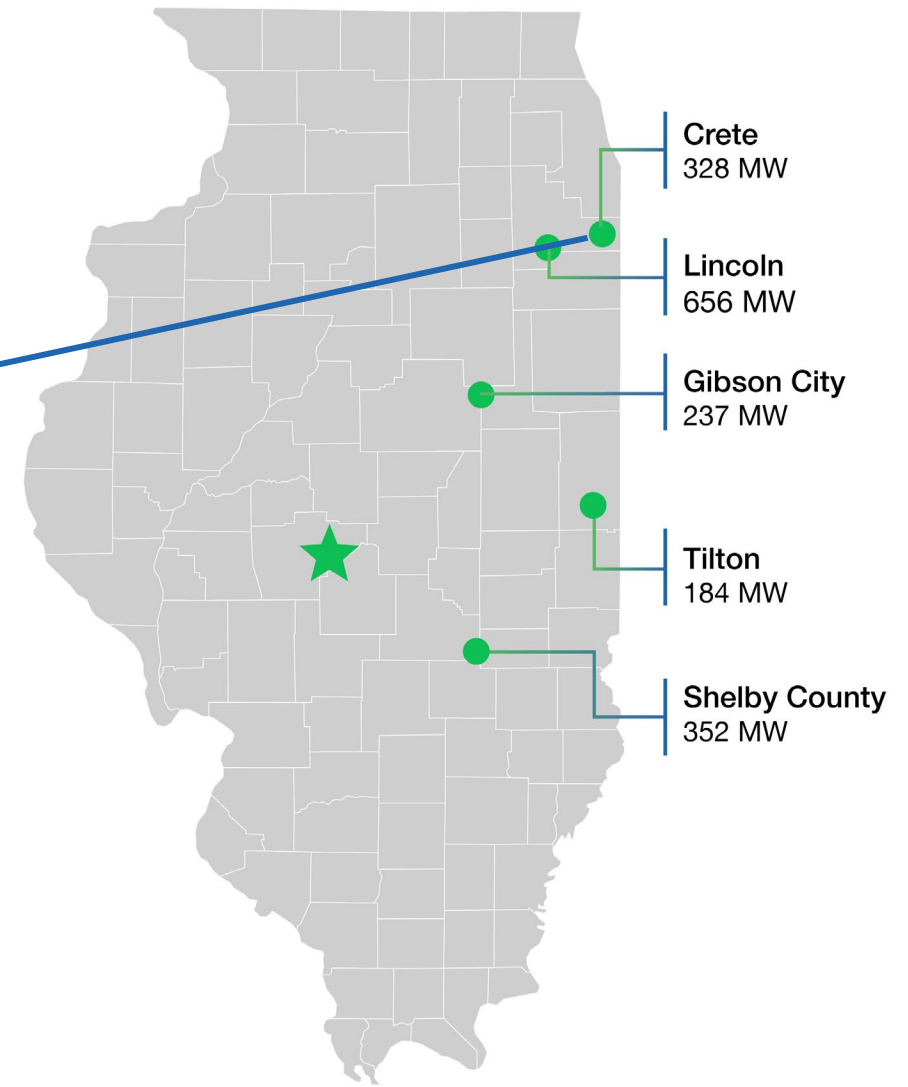 Crete
328 MW
Lincoln
656 MW
Gibson City
237 MW
Tilton
184 MW
Shelby County
352 MW